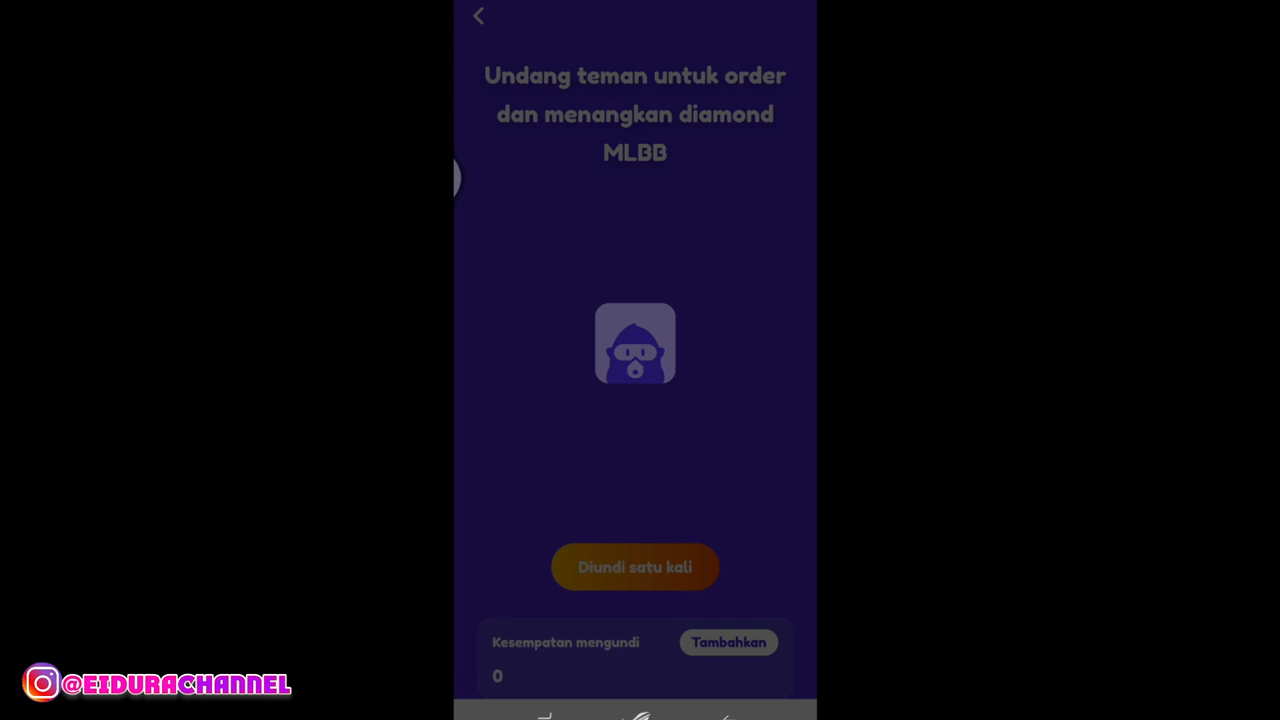 Undang teman untuk order
dan menangkan diamond
MLBB
Diundi satu kali
Kesempatan mengundi
Tambahkan
0
@EIDURACHANNEL